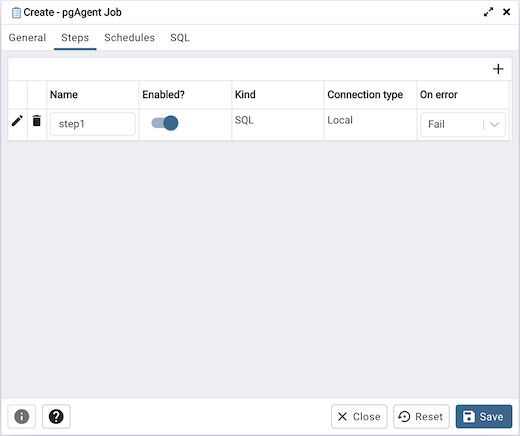 Create - pgAgent Job
General Steps Schedules SQL
Name Enabled? Kind Connection type On error
step1 SQL Local Fail
Close Reset Save